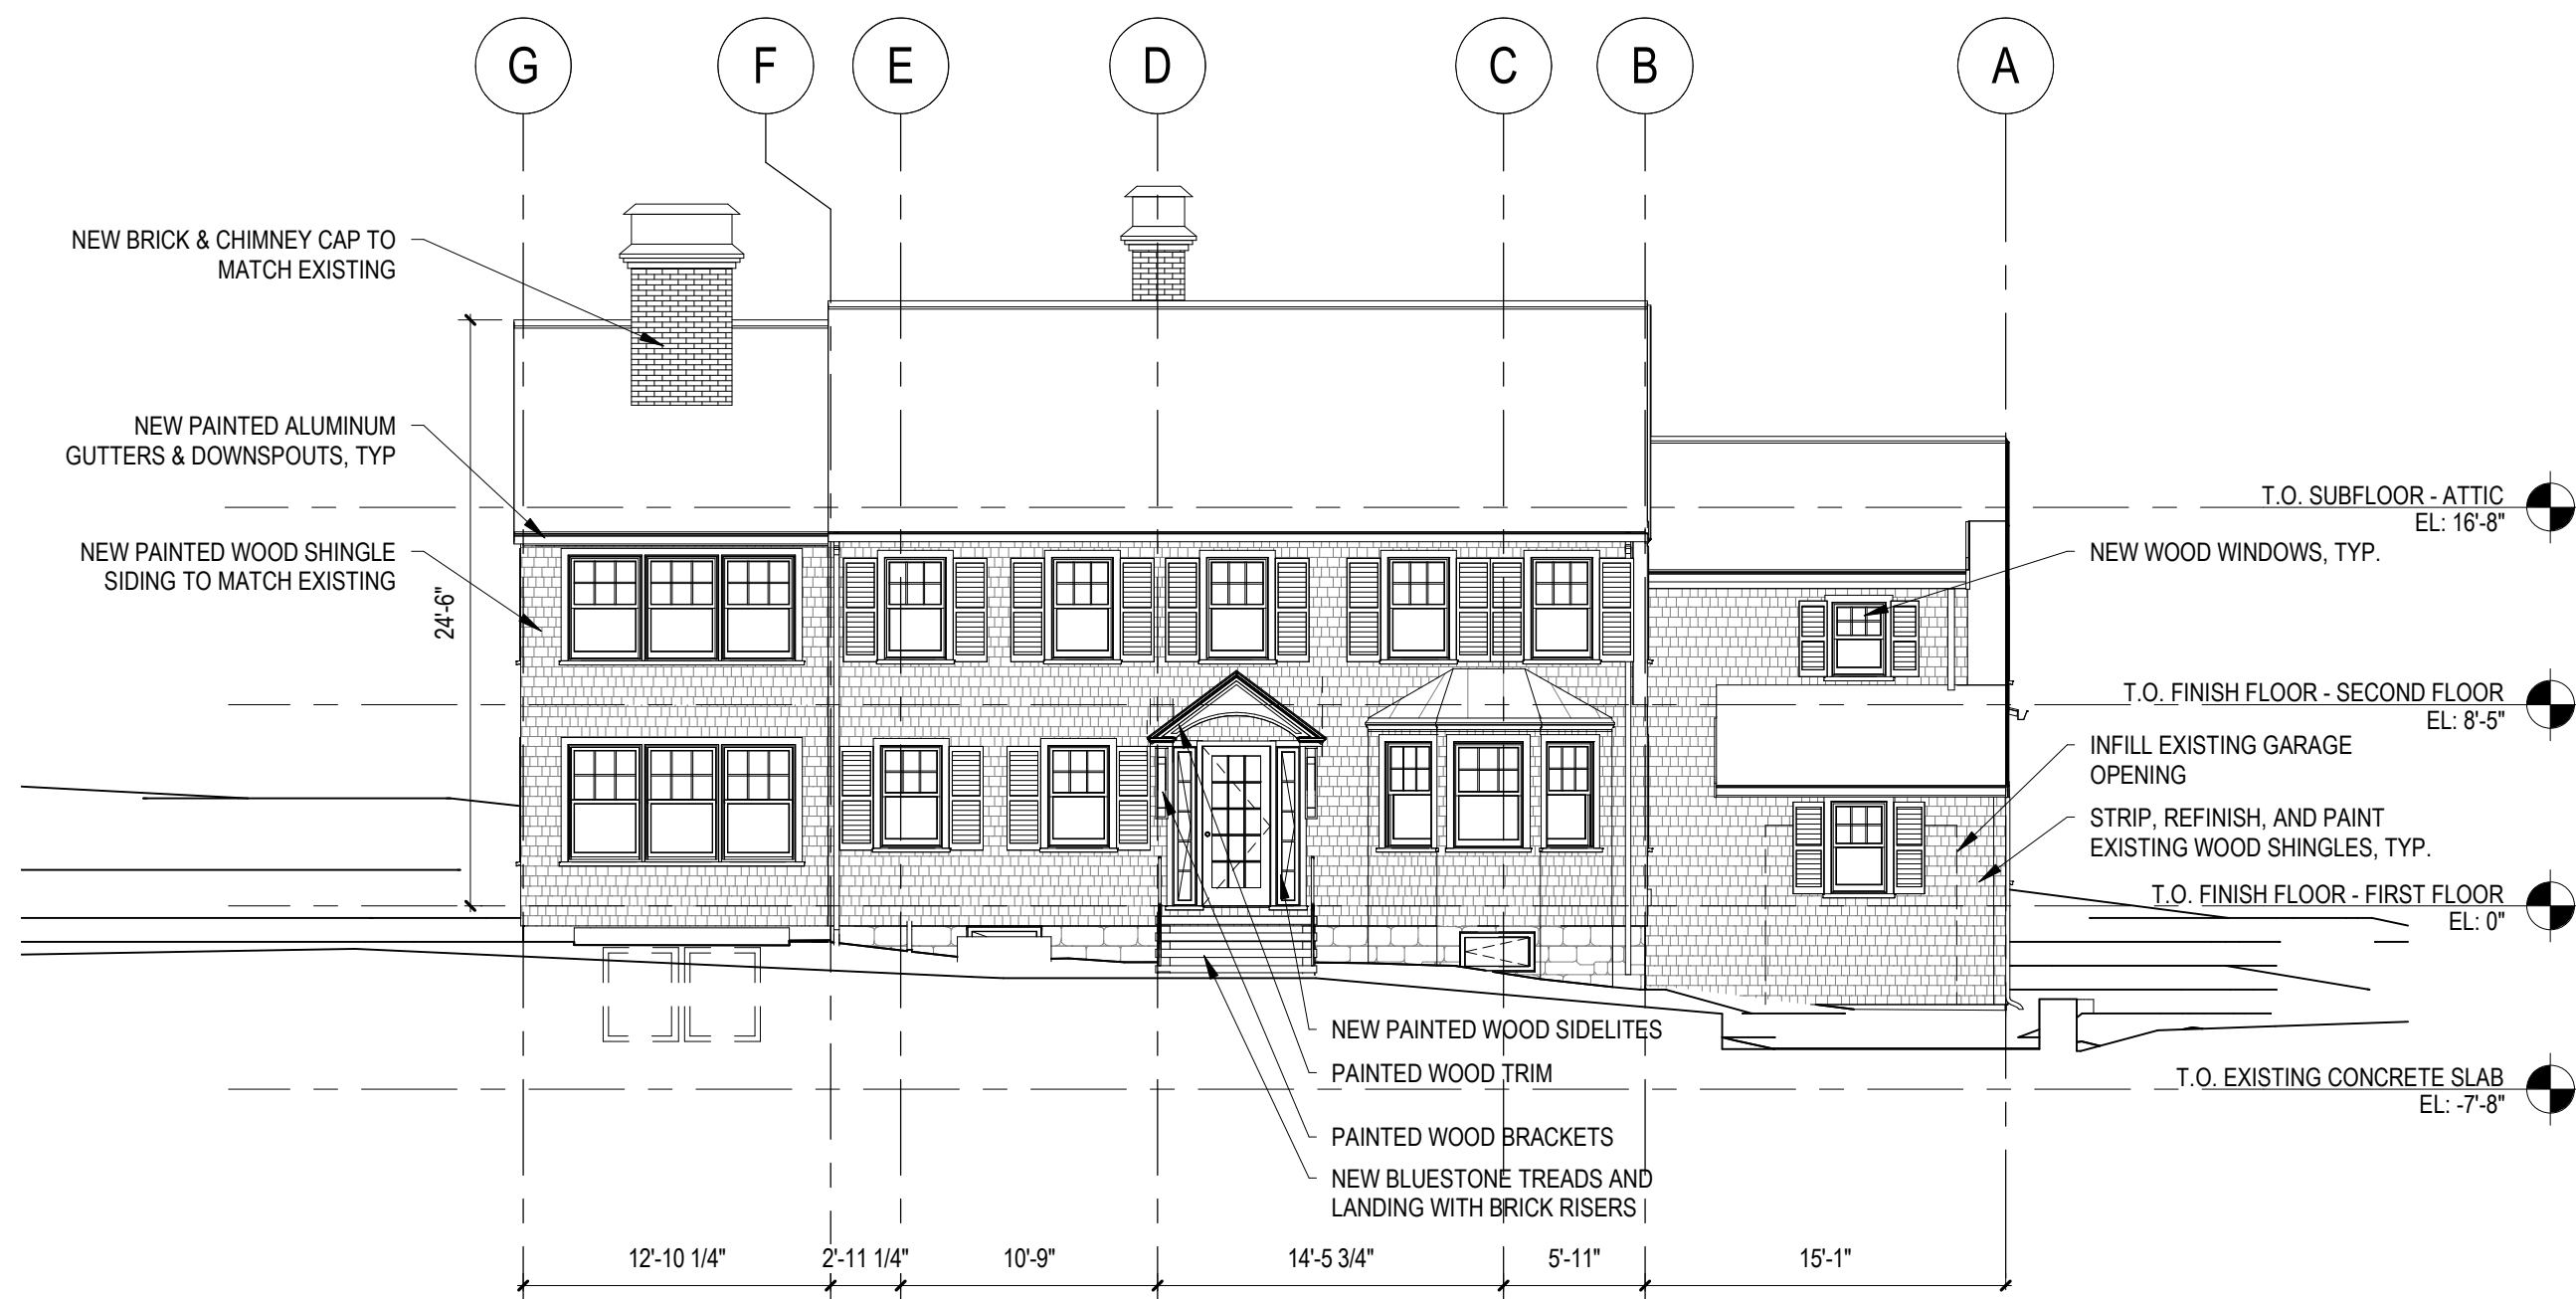 G F E D C B A
NEW BRICK & CHIMNEY CAP TO
MATCH EXISTING
NEW PAINTED ALUMINUM
GUTTERS & DOWNSPOUTS, TYP
NEW PAINTED WOOD SHINGLE
SIDING TO MATCH EXISTING
24'-6"
T.O. SUBFLOOR - ATTIC
EL: 16'-8"
NEW WOOD WINDOWS, TYP.
T.O. FINISH FLOOR - SECOND FLOOR
EL: 8'-5"
INFILL EXISTING GARAGE
OPENING
STRIP, REFINISH, AND PAINT
EXISTING WOOD SHINGLES, TYP.
T.O. FINISH FLOOR - FIRST FLOOR
EL: 0"
NEW PAINTED WOOD SIDELITES
PAINTED WOOD TRIM
T.O. EXISTING CONCRETE SLAB
EL: -7'-8"
PAINTED WOOD BRACKETS
NEW BLUESTONE TREADS AND
LANDING WITH BRICK RISERS
12'-10 1/4" 2'-11 1/4" 10'-9" 14'-5 3/4" 5'-11" 15'-1"